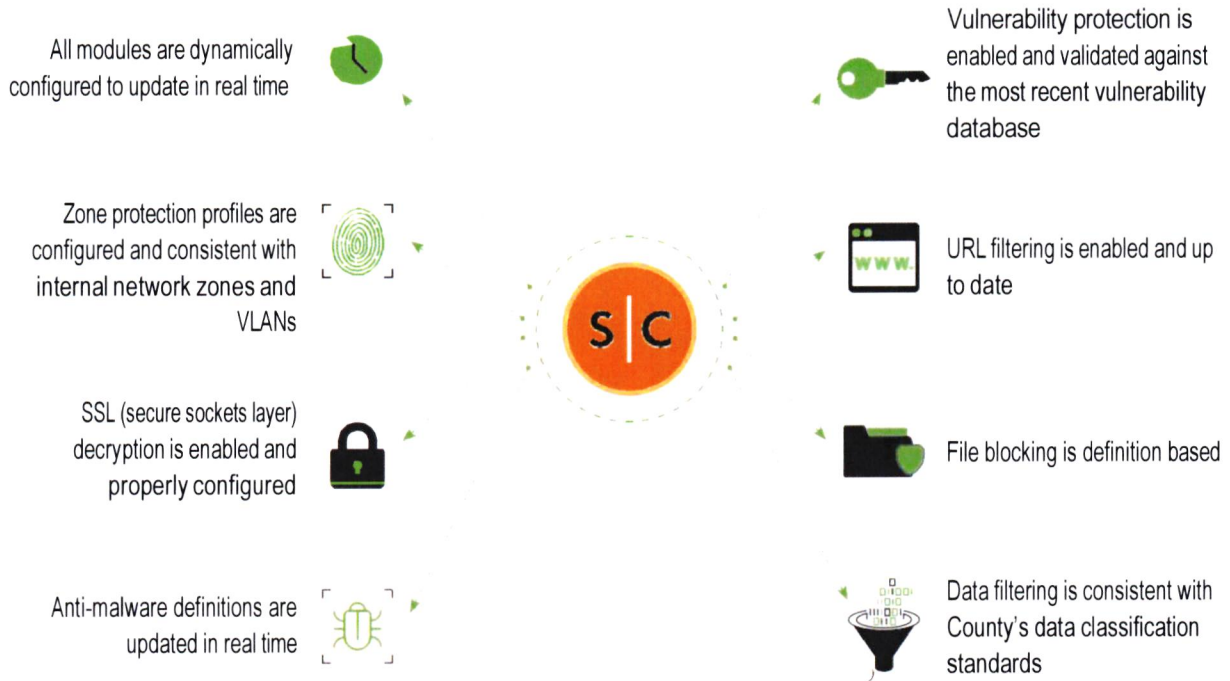 All modules are dynamically
configured to update in real time
Zone protection profiles are
configured and consistent with
internal network zones and
VLANs
SSL (secure sockets layer)
decryption is enabled and
properly configured
Anti-malware definitions are
updated in real time
S|C
Vulnerability protection is
enabled and validated against
the most recent vulnerability
database
www.
URL filtering is enabled and up
to date
File blocking is definition based
Data filtering is consistent with
County's data classification
standards